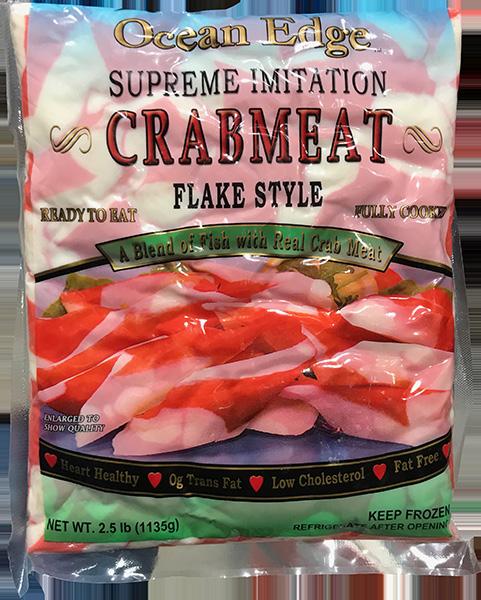 Ocean Edge
SUPREME IMITATION
CRABMEAT
FLAKE STYLE
READY TO EAT
FULLY COOKE
A Blend of Fish with Real Crab Meat
ENLARGED TO
SHOW QUALITY
Heart Healthy 0g Trans Fat Low Cholesterol Fat Free
NET WT. 2.5 lb (1135g)
KEEP FROZEN
REFRIGERATE AFTER OPENING